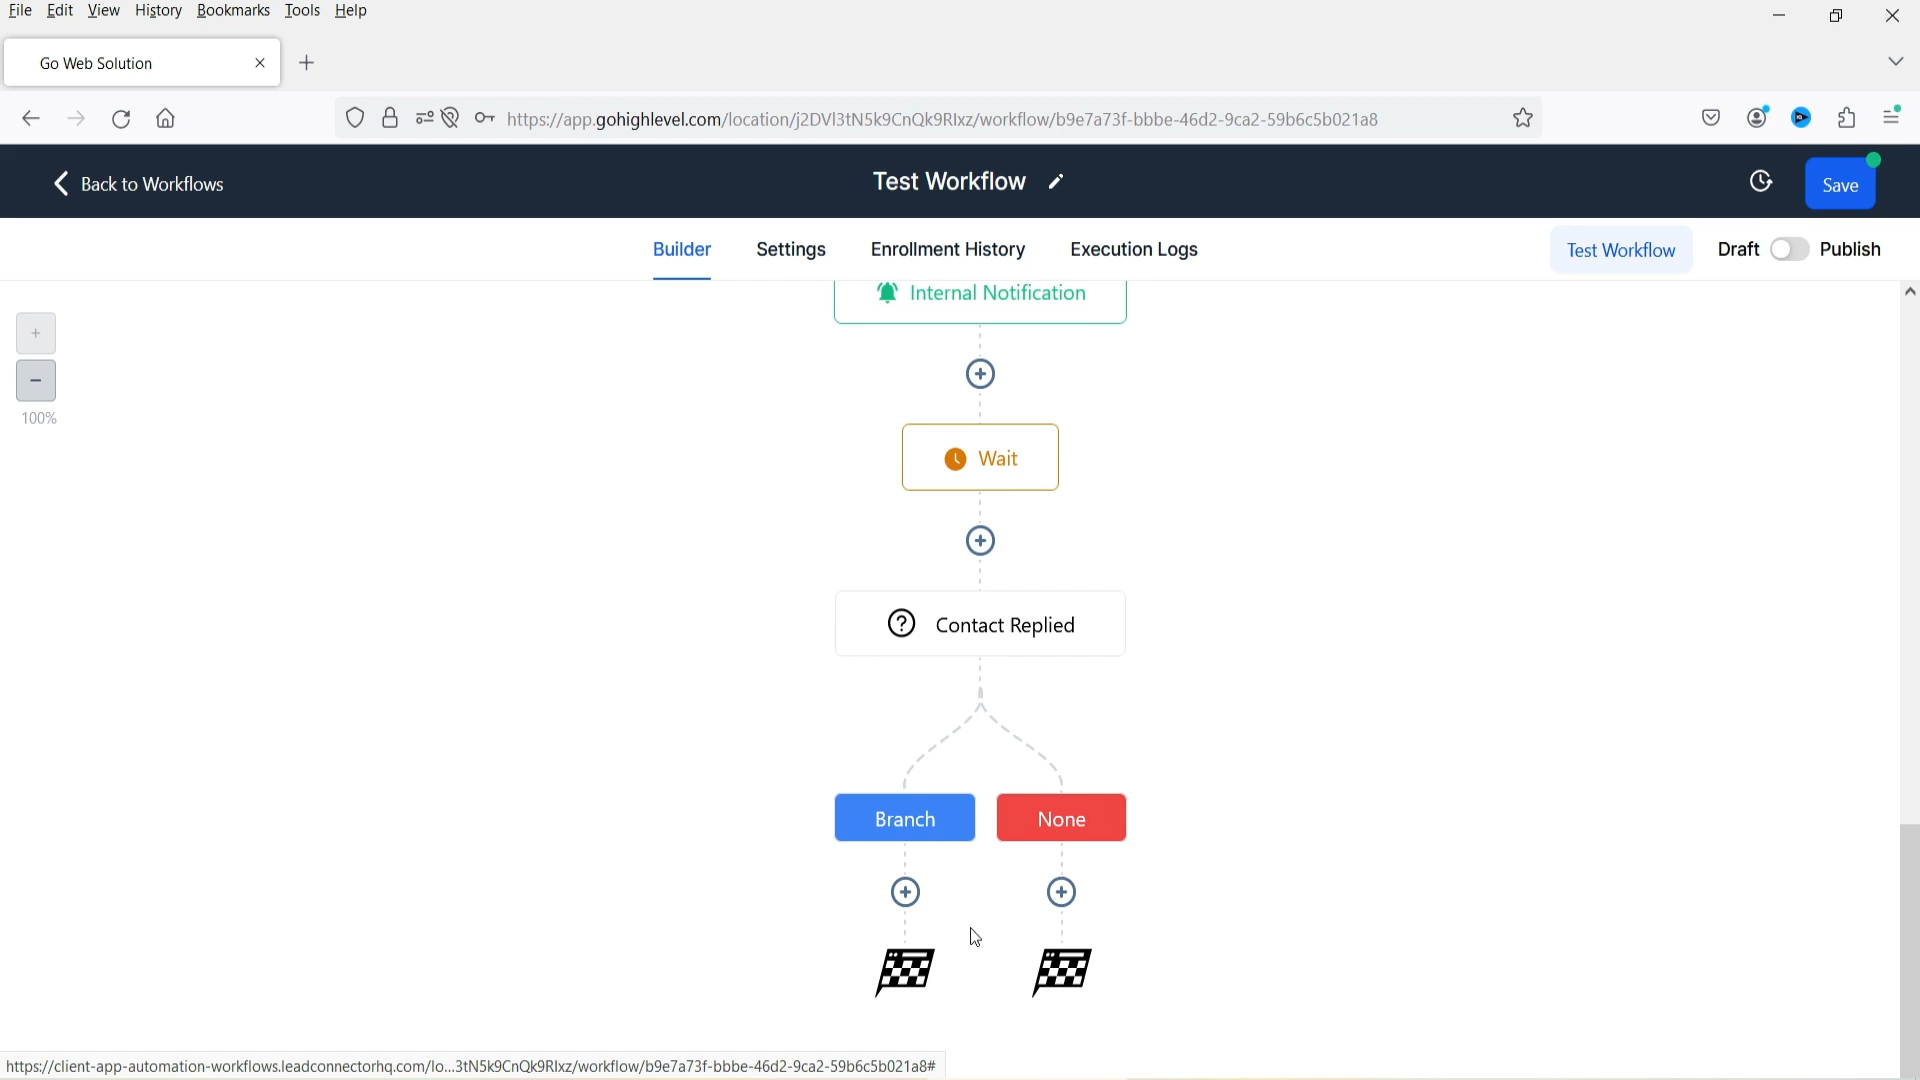 File Edit View History Bookmarks Tools Help
Go Web Solution
https://app.gohighlevel.com/location/j2DVl3tN5k9CnQk9RIxz/workflow/b9e7a73f-bbbe-46d2-9ca2-59b6c5b021a8
Back to Workflows
Test Workflow
Save
Builder Settings Enrollment History Execution Logs
Test Workflow Draft Publish
Internal Notification
100%
Wait
Contact Replied
Branch None
https://client-app-automation-workflows.leadconnectorhq.com/lo...3tN5k9CnQk9RIxz/workflow/b9e7a73f-bbbe-46d2-9ca2-59b6c5b021a8#